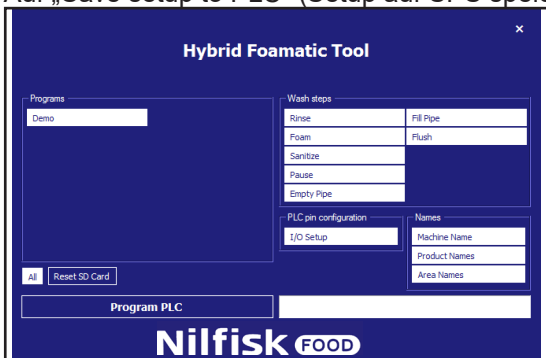 Auf „Save setup to PLC“ (Setup auf SPS speic
×
Hybrid Foamatic Tool
Programs
Demo
Wash steps
Rinse
Fill Pipe
Foam
Flush
Sanitize
Pause
Empty Pipe
PLC pin configuration
I/O Setup
Names
Machine Name
Product Names
Area Names
All
Reset SD Card
Program PLC
Nilfisk FOOD